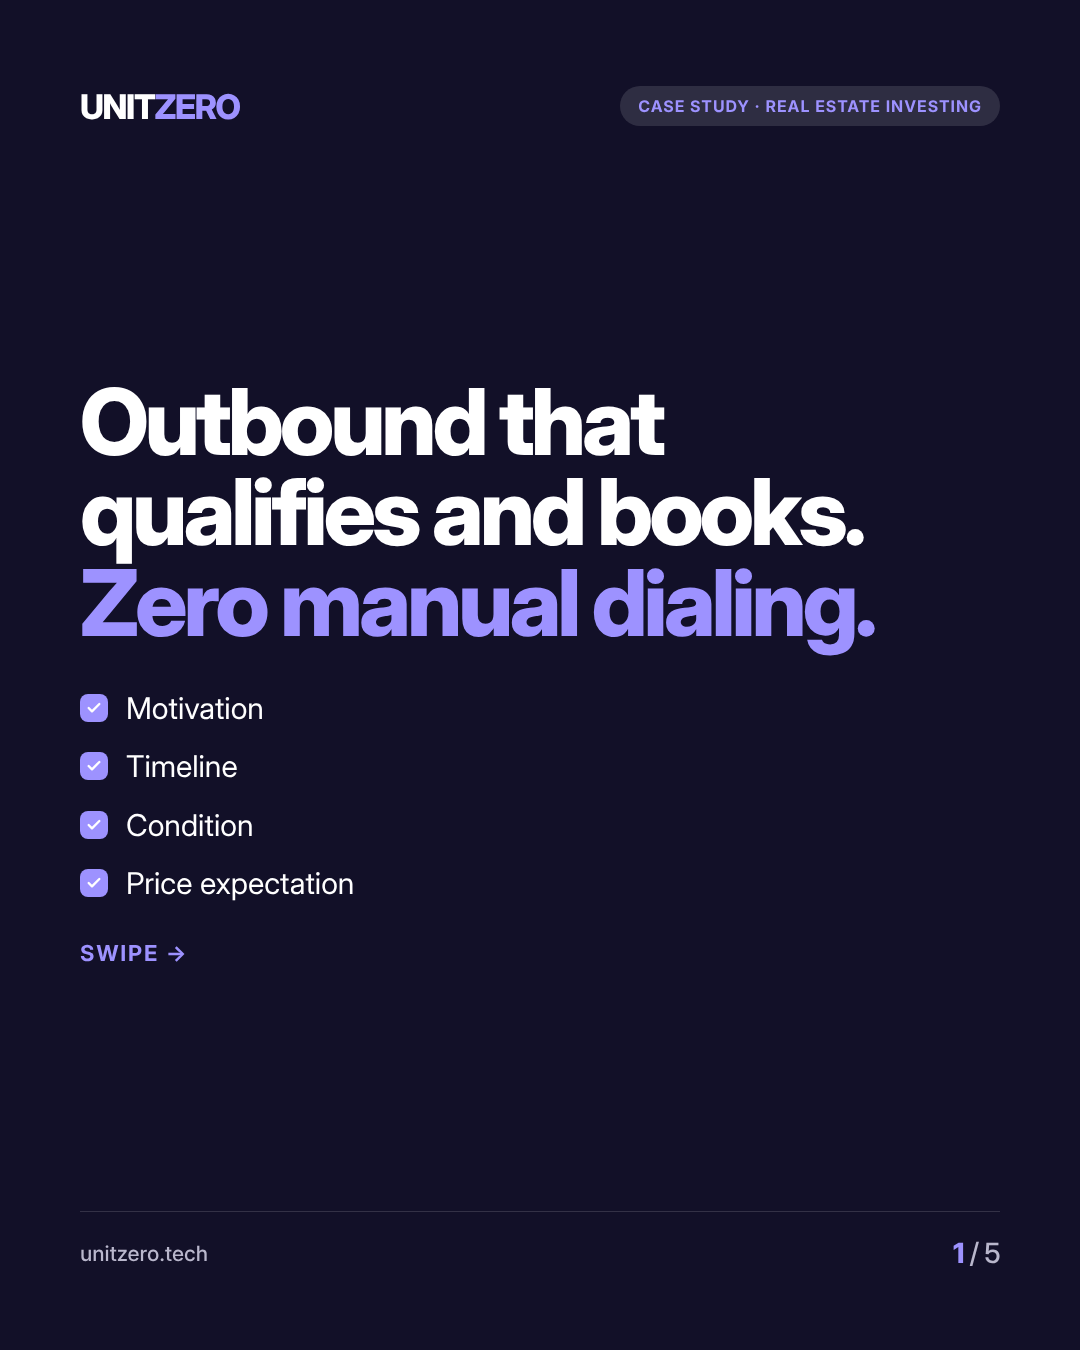 UNITZERO
CASE STUDY · REAL ESTATE INVESTING
Outbound that
qualifies and books.
Zero manual dialing.
Motivation
Timeline
Condition
Price expectation
SWIPE →
unitzero.tech
1 / 5